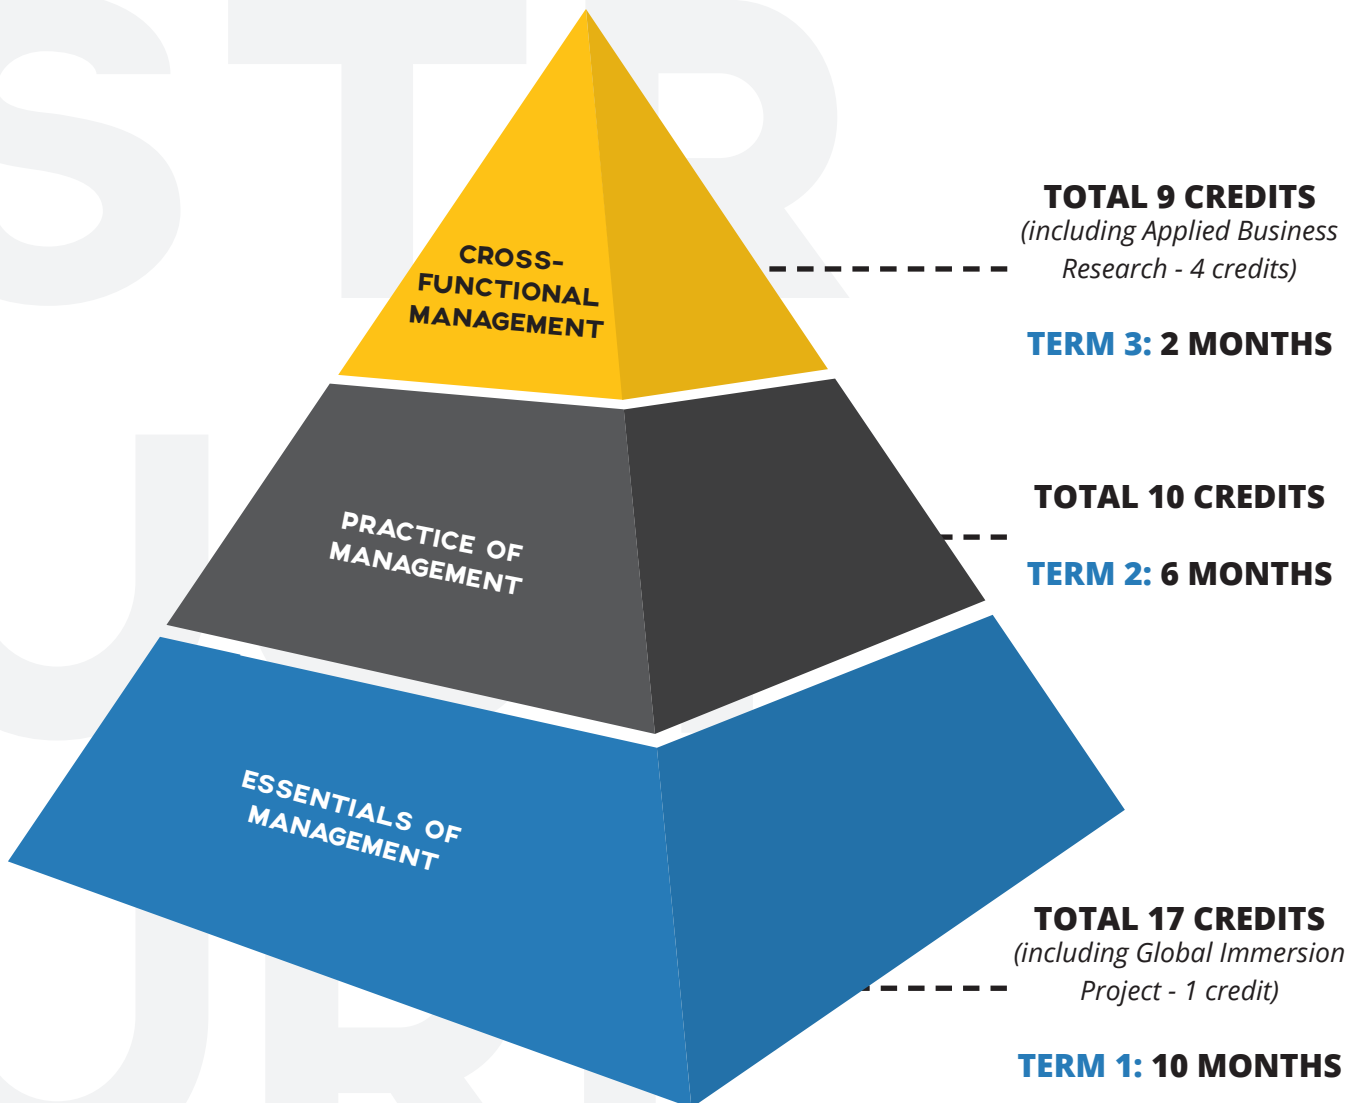 STR
CROSS-
FUNCTIONAL
MANAGEMENT
TOTAL 9 CREDITS
(including Applied Business
Research - 4 credits)
TERM 3: 2 MONTHS
PRACTICE OF
MANAGEMENT
TOTAL 10 CREDITS
TERM 2: 6 MONTHS
ESSENTIALS OF
MANAGEMENT
TOTAL 17 CREDITS
(including Global Immersion
Project - 1 credit)
TERM 1: 10 MONTHS